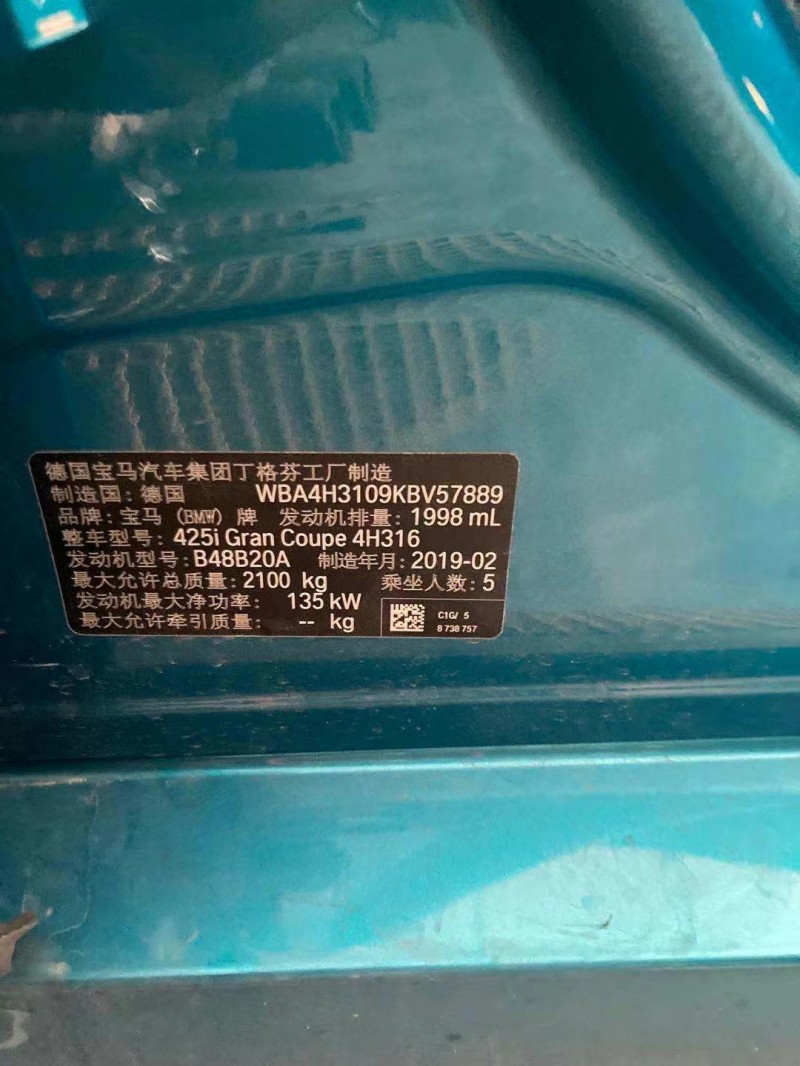 德国宝马汽车集团丁格芬工厂制造
制造国：德国 WBA4H3109KBV57889
品牌：宝马 (BMW) 牌 发动机排量：1998 mL
整车型号：425i Gran Coupe 4H316
发动机型号：B48B20A 制造年月：2019-02
最大允许总质量：2100 kg 乘坐人数：5
发动机最大净功率： 135 kW
最大允许牵引质量： -- kg
C1G/ 5
8 738 757